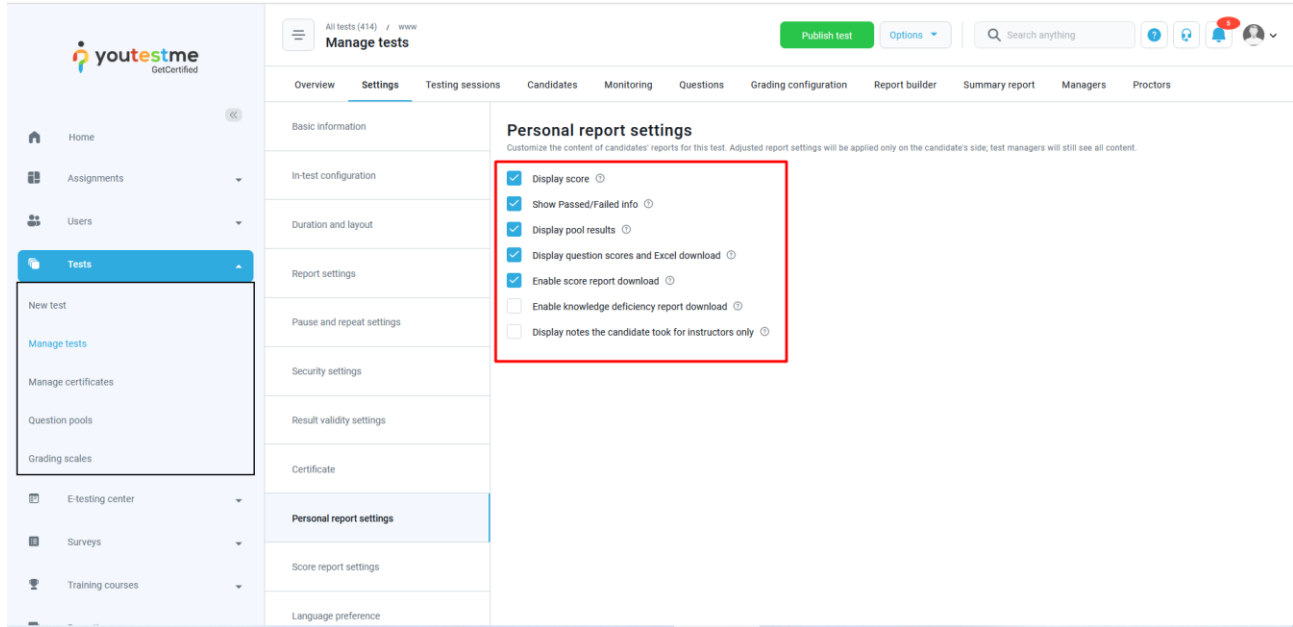 youtestme
GetCertified
Home
Assignments
Users
Tests
New test
Manage tests
Manage certificates
Question pools
Grading scales
E-testing center
Surveys
Training courses
All tests (414) / www
Manage tests
Publish test
Options
Search anything
?
5
Overview Settings Testing sessions Candidates Monitoring Questions Grading configuration Report builder Summary report Managers Proctors
Basic information
In-test configuration
Duration and layout
Report settings
Pause and repeat settings
Security settings
Result validity settings
Certificate
Personal report settings
Score report settings
Language preference
Personal report settings
Customize the content of candidates' reports for this test. Adjusted report settings will be applied only on the candidate's side; test managers will still see all content.
Display score ?
Show Passed/Failed info ?
Display pool results ?
Display question scores and Excel download ?
Enable score report download ?
Enable knowledge deficiency report download ?
Display notes the candidate took for instructors only ?